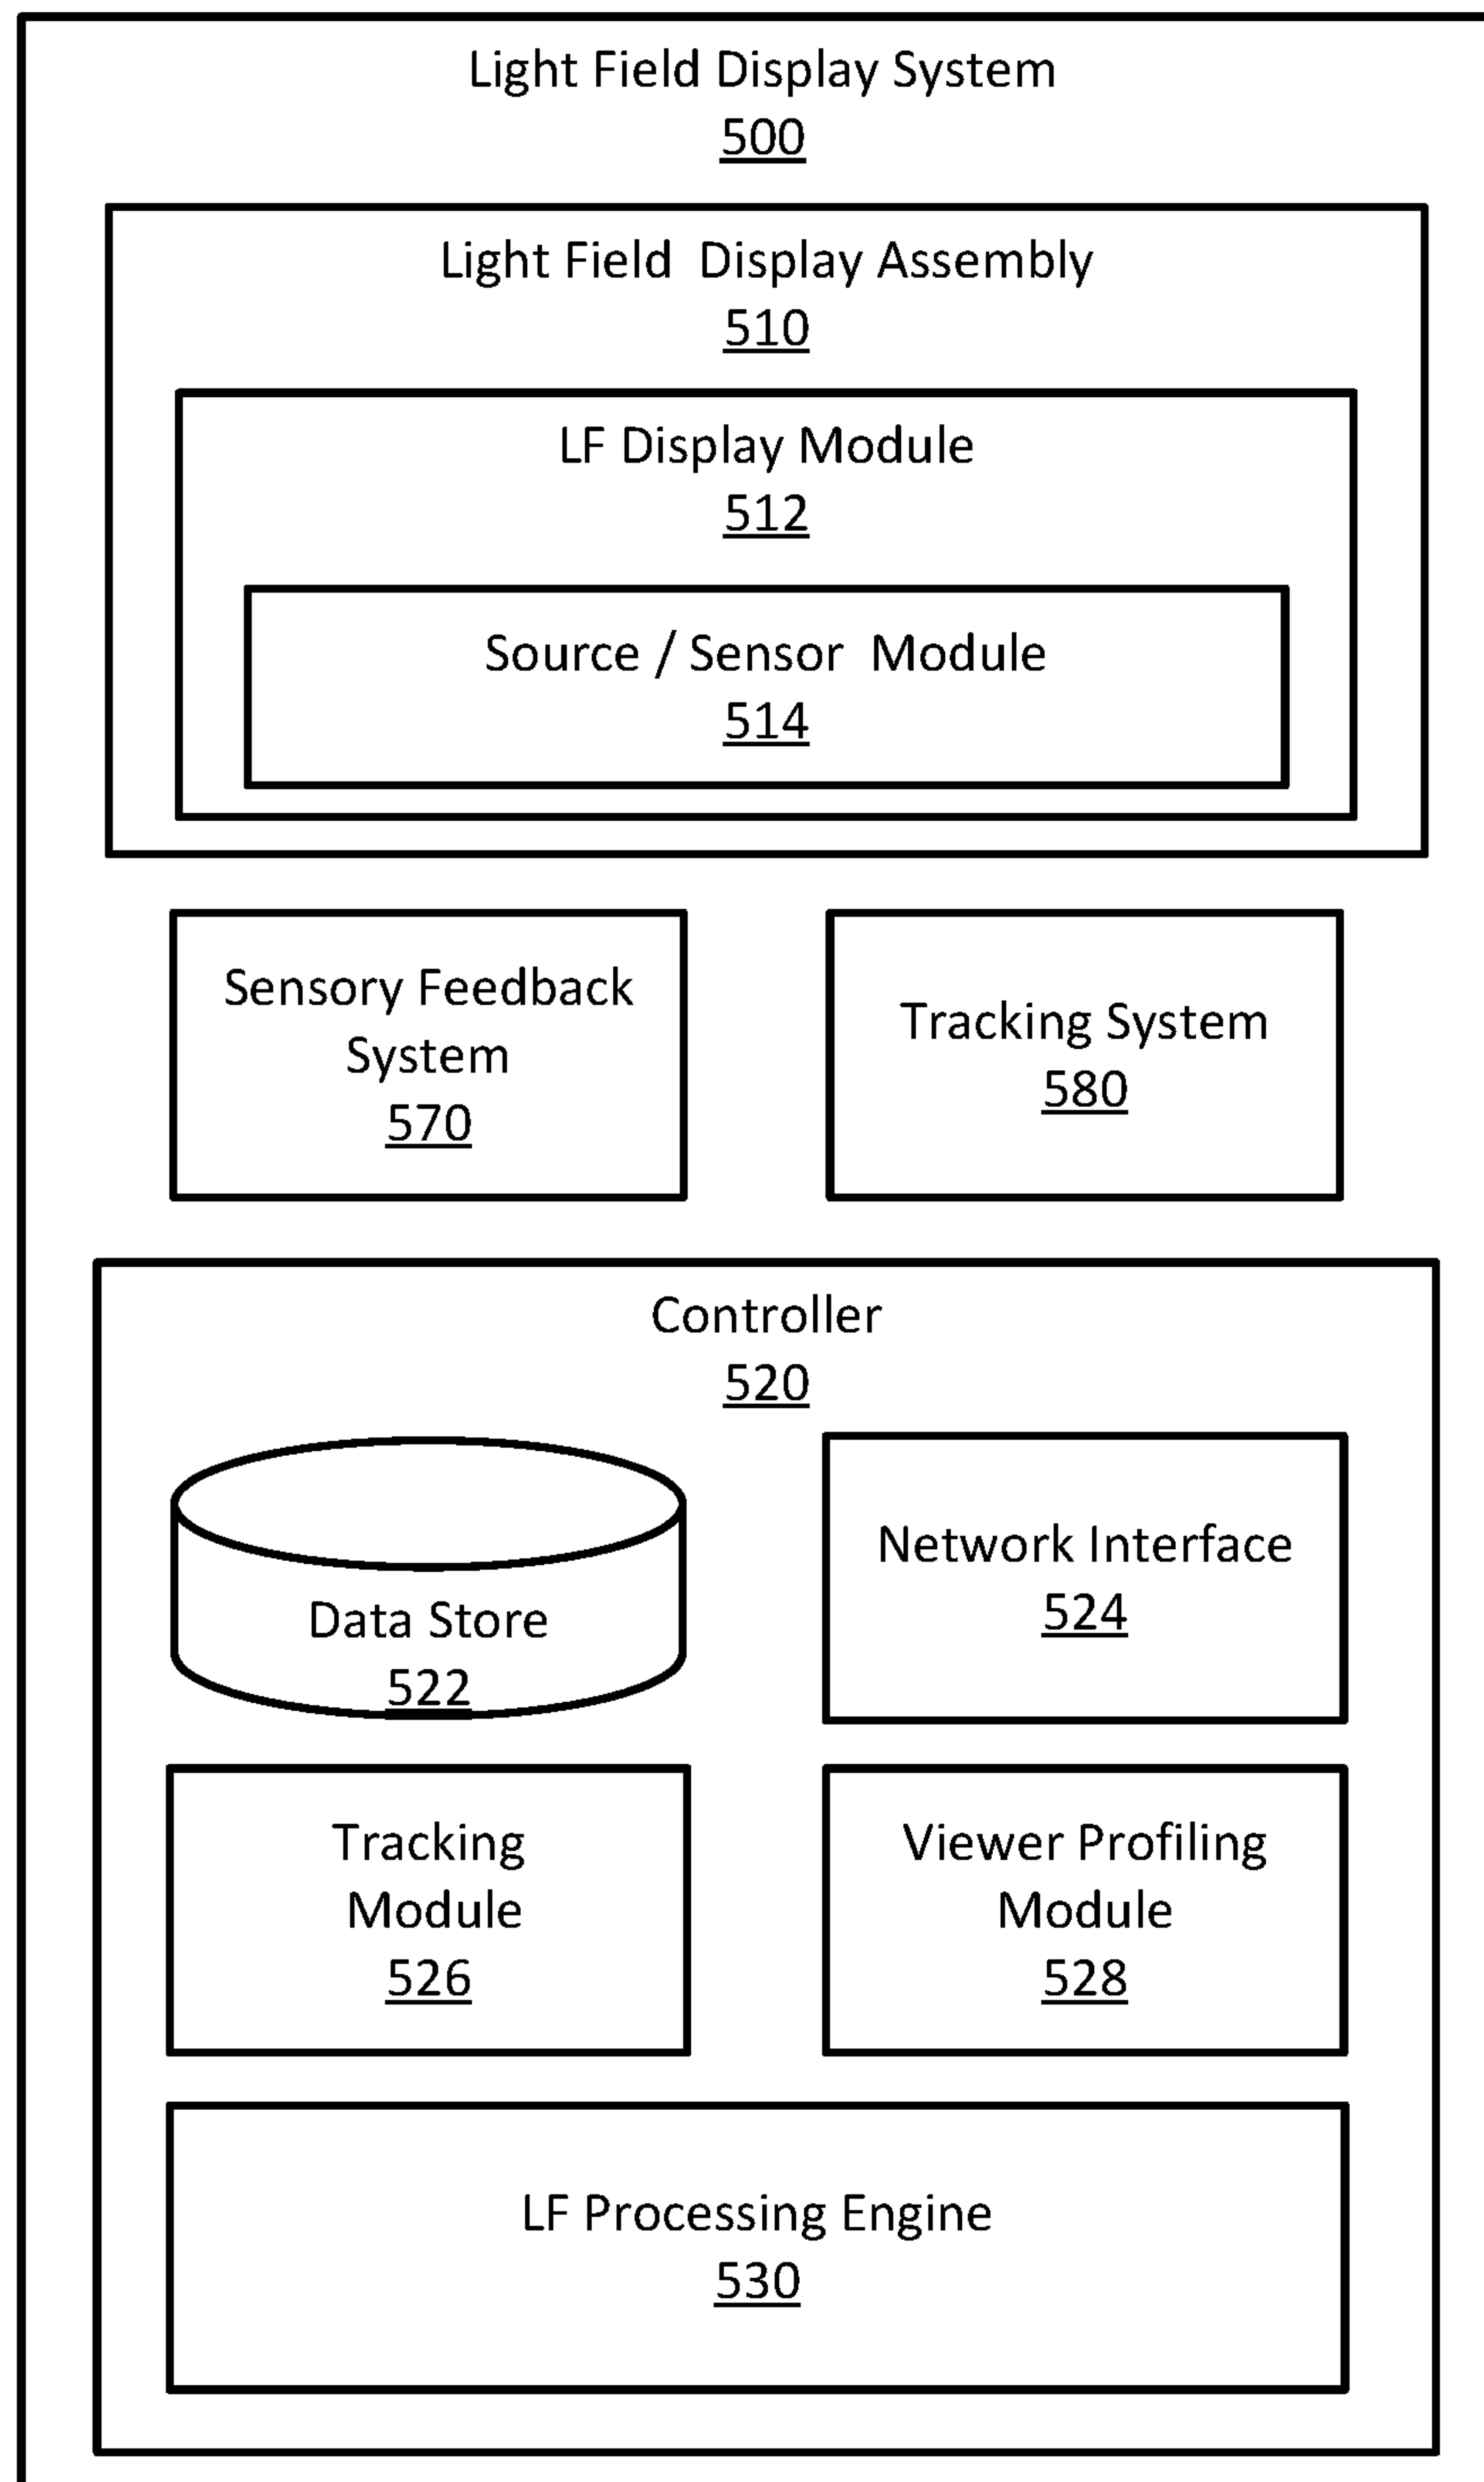 Light Field Display System
500
Light Field Display Assembly
510
LF Display Module
512
Source / Sensor Module
514
Sensory Feedback
System
570
Tracking System
580
Controller
520
Data Store
522
Network Interface
524
Tracking
Module
526
Viewer Profiling
Module
528
LF Processing Engine
530